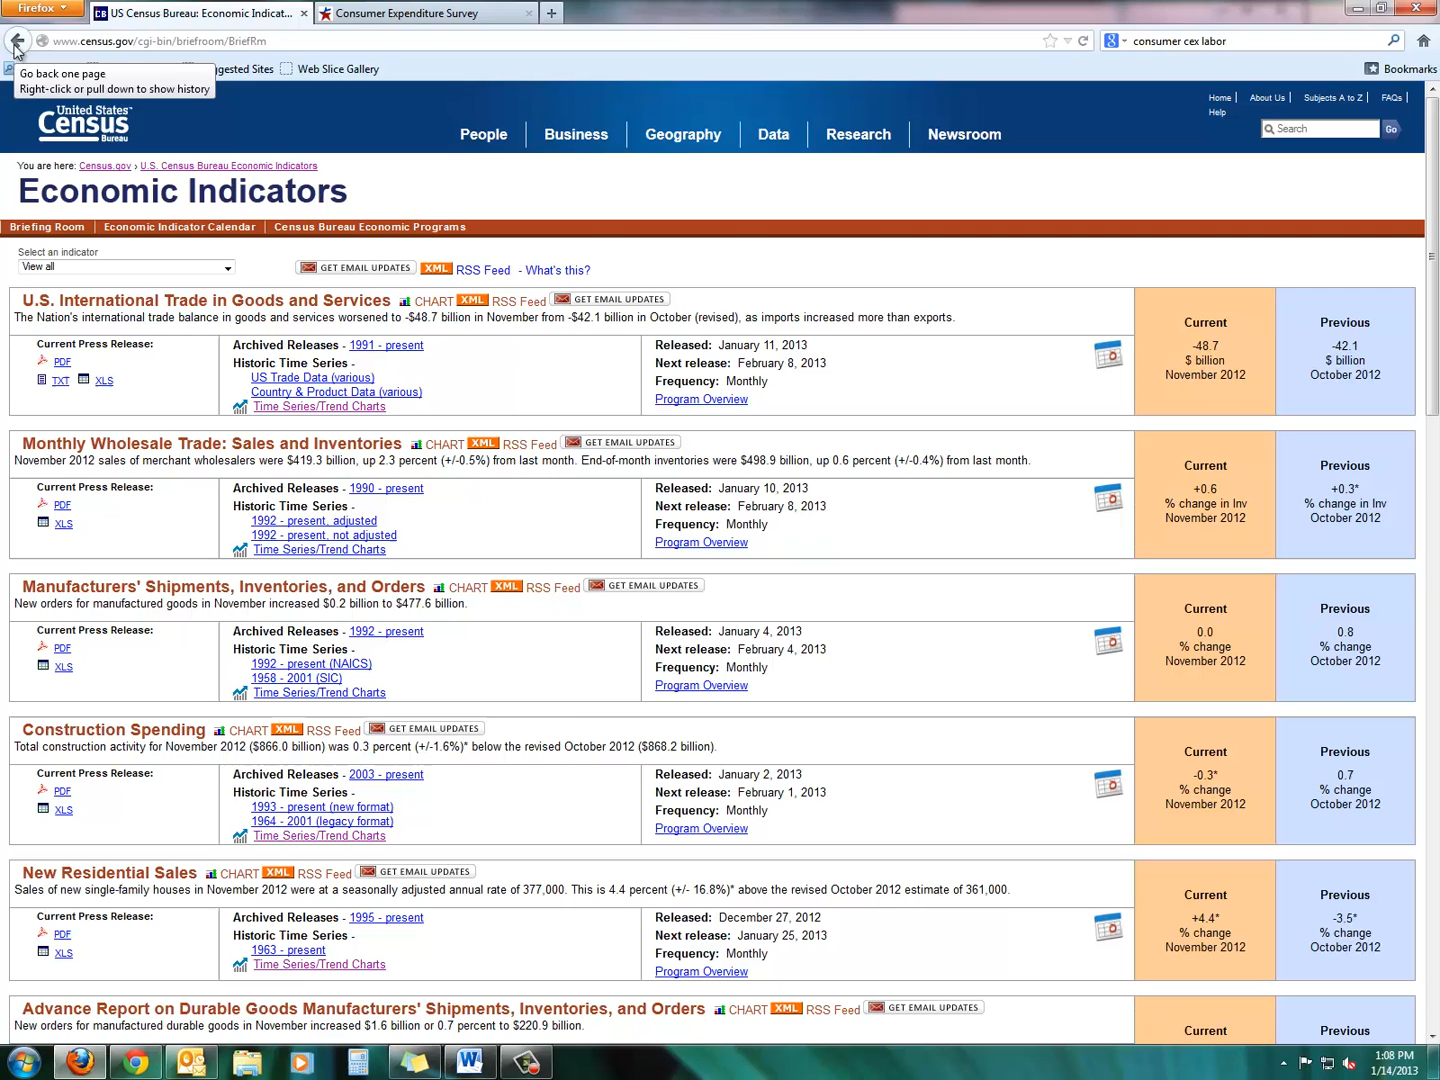 Firefox
US Census Bureau: Economic Indicat...
Consumer Expenditure Survey
www.census.gov/cgi-bin/briefroom/BriefRm
consumer cex labor
Go back one page
Right-click or pull down to show history
gested Sites
Web Slice Gallery
Bookmarks
United States
Census
Bureau
People
Business
Geography
Data
Research
Newsroom
Home
About Us
Subjects A to Z
FAQs
Help
Search
Go
You are here: Census.gov › U.S. Census Bureau Economic Indicators
Economic Indicators
Briefing Room
Economic Indicator Calendar
Census Bureau Economic Programs
Select an indicator
View all
GET EMAIL UPDATES
XML RSS Feed - What's this?
U.S. International Trade in Goods and Services CHART XML RSS Feed GET EMAIL UPDATES
The Nation's international trade balance in goods and services worsened to -$48.7 billion in November from -$42.1 billion in October (revised), as imports increased more than exports.
Current Press Release:
PDF
TXT XLS
Archived Releases - 1991 - present
Historic Time Series -
US Trade Data (various)
Country & Product Data (various)
Time Series/Trend Charts
Released: January 11, 2013
Next release: February 8, 2013
Frequency: Monthly
Program Overview
Current
-48.7
$ billion
November 2012
Previous
-42.1
$ billion
October 2012
Monthly Wholesale Trade: Sales and Inventories CHART XML RSS Feed GET EMAIL UPDATES
November 2012 sales of merchant wholesalers were $419.3 billion, up 2.3 percent (+/-0.5%) from last month. End-of-month inventories were $498.9 billion, up 0.6 percent (+/-0.4%) from last month.
Current Press Release:
PDF
XLS
Archived Releases - 1990 - present
Historic Time Series -
1992 - present, adjusted
1992 - present, not adjusted
Time Series/Trend Charts
Released: January 10, 2013
Next release: February 8, 2013
Frequency: Monthly
Program Overview
Current
+0.6
% change in Inv
November 2012
Previous
+0.3*
% change in Inv
October 2012
Manufacturers' Shipments, Inventories, and Orders CHART XML RSS Feed GET EMAIL UPDATES
New orders for manufactured goods in November increased $0.2 billion to $477.6 billion.
Current Press Release:
PDF
XLS
Archived Releases - 1992 - present
Historic Time Series -
1992 - present (NAICS)
1958 - 2001 (SIC)
Time Series/Trend Charts
Released: January 4, 2013
Next release: February 4, 2013
Frequency: Monthly
Program Overview
Current
0.0
% change
November 2012
Previous
0.8
% change
October 2012
Construction Spending CHART XML RSS Feed GET EMAIL UPDATES
Total construction activity for November 2012 ($866.0 billion) was 0.3 percent (+/-1.6%)* below the revised October 2012 ($868.2 billion).
Current Press Release:
PDF
XLS
Archived Releases - 2003 - present
Historic Time Series -
1993 - present (new format)
1964 - 2001 (legacy format)
Time Series/Trend Charts
Released: January 2, 2013
Next release: February 1, 2013
Frequency: Monthly
Program Overview
Current
-0.3*
% change
November 2012
Previous
0.7
% change
October 2012
New Residential Sales CHART XML RSS Feed GET EMAIL UPDATES
Sales of new single-family houses in November 2012 were at a seasonally adjusted annual rate of 377,000. This is 4.4 percent (+/- 16.8%)* above the revised October 2012 estimate of 361,000.
Current Press Release:
PDF
XLS
Archived Releases - 1995 - present
Historic Time Series -
1963 - present
Time Series/Trend Charts
Released: December 27, 2012
Next release: January 25, 2013
Frequency: Monthly
Program Overview
Current
+4.4*
% change
November 2012
Previous
-3.5*
% change
October 2012
Advance Report on Durable Goods Manufacturers' Shipments, Inventories, and Orders CHART XML RSS Feed GET EMAIL UPDATES
New orders for manufactured durable goods in November increased $1.6 billion or 0.7 percent to $220.9 billion.
Current
Previous
1:08 PM
1/14/2013